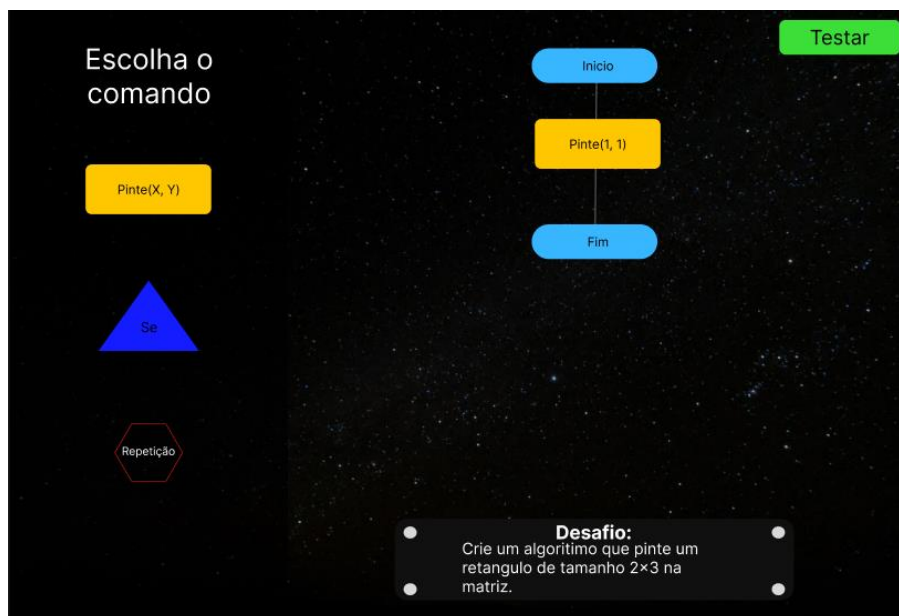 Escolha o
comando
Pinte(X, Y)
Se
Repetição
Testar
Inicio
Pinte(1, 1)
Fim
Desafio:
Crie um algoritimo que pinte um
retangulo de tamanho 2×3 na
matriz.